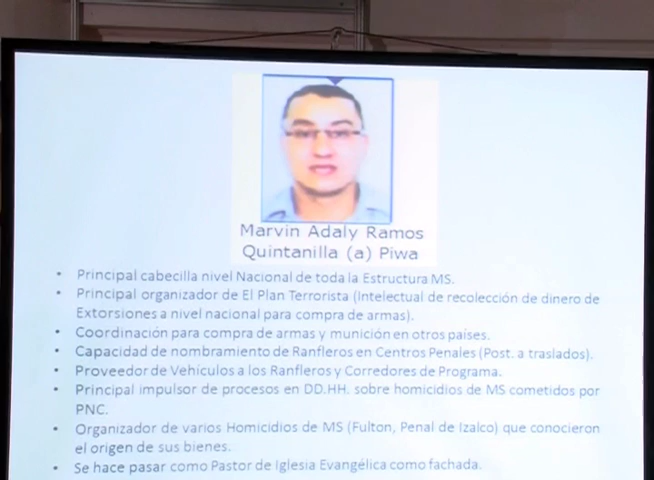 Marvin Adaly Ramos
Quintanilla (a) Piwa
• Principal cabecilla nivel Nacional de toda la Estructura MS.
• Principal organizador de El Plan Terrorista (Intelectual de recolección de dinero de
Extorsiones a nivel nacional para compra de armas).
• Coordinación para compra de armas y munición en otros países.
• Capacidad de nombramiento de Ranfleros en Centros Penales (Post. a traslados).
• Proveedor de Vehículos a los Ranfleros y Corredores de Programa.
• Principal impulsor de procesos en DD.HH. sobre homicidios de MS cometidos por
PNC.
• Organizador de varios Homicidios de MS (Fulton, Penal de Izalco) que conocieron
el origen de sus bienes.
• Se hace pasar como Pastor de Iglesia Evangélica como fachada.